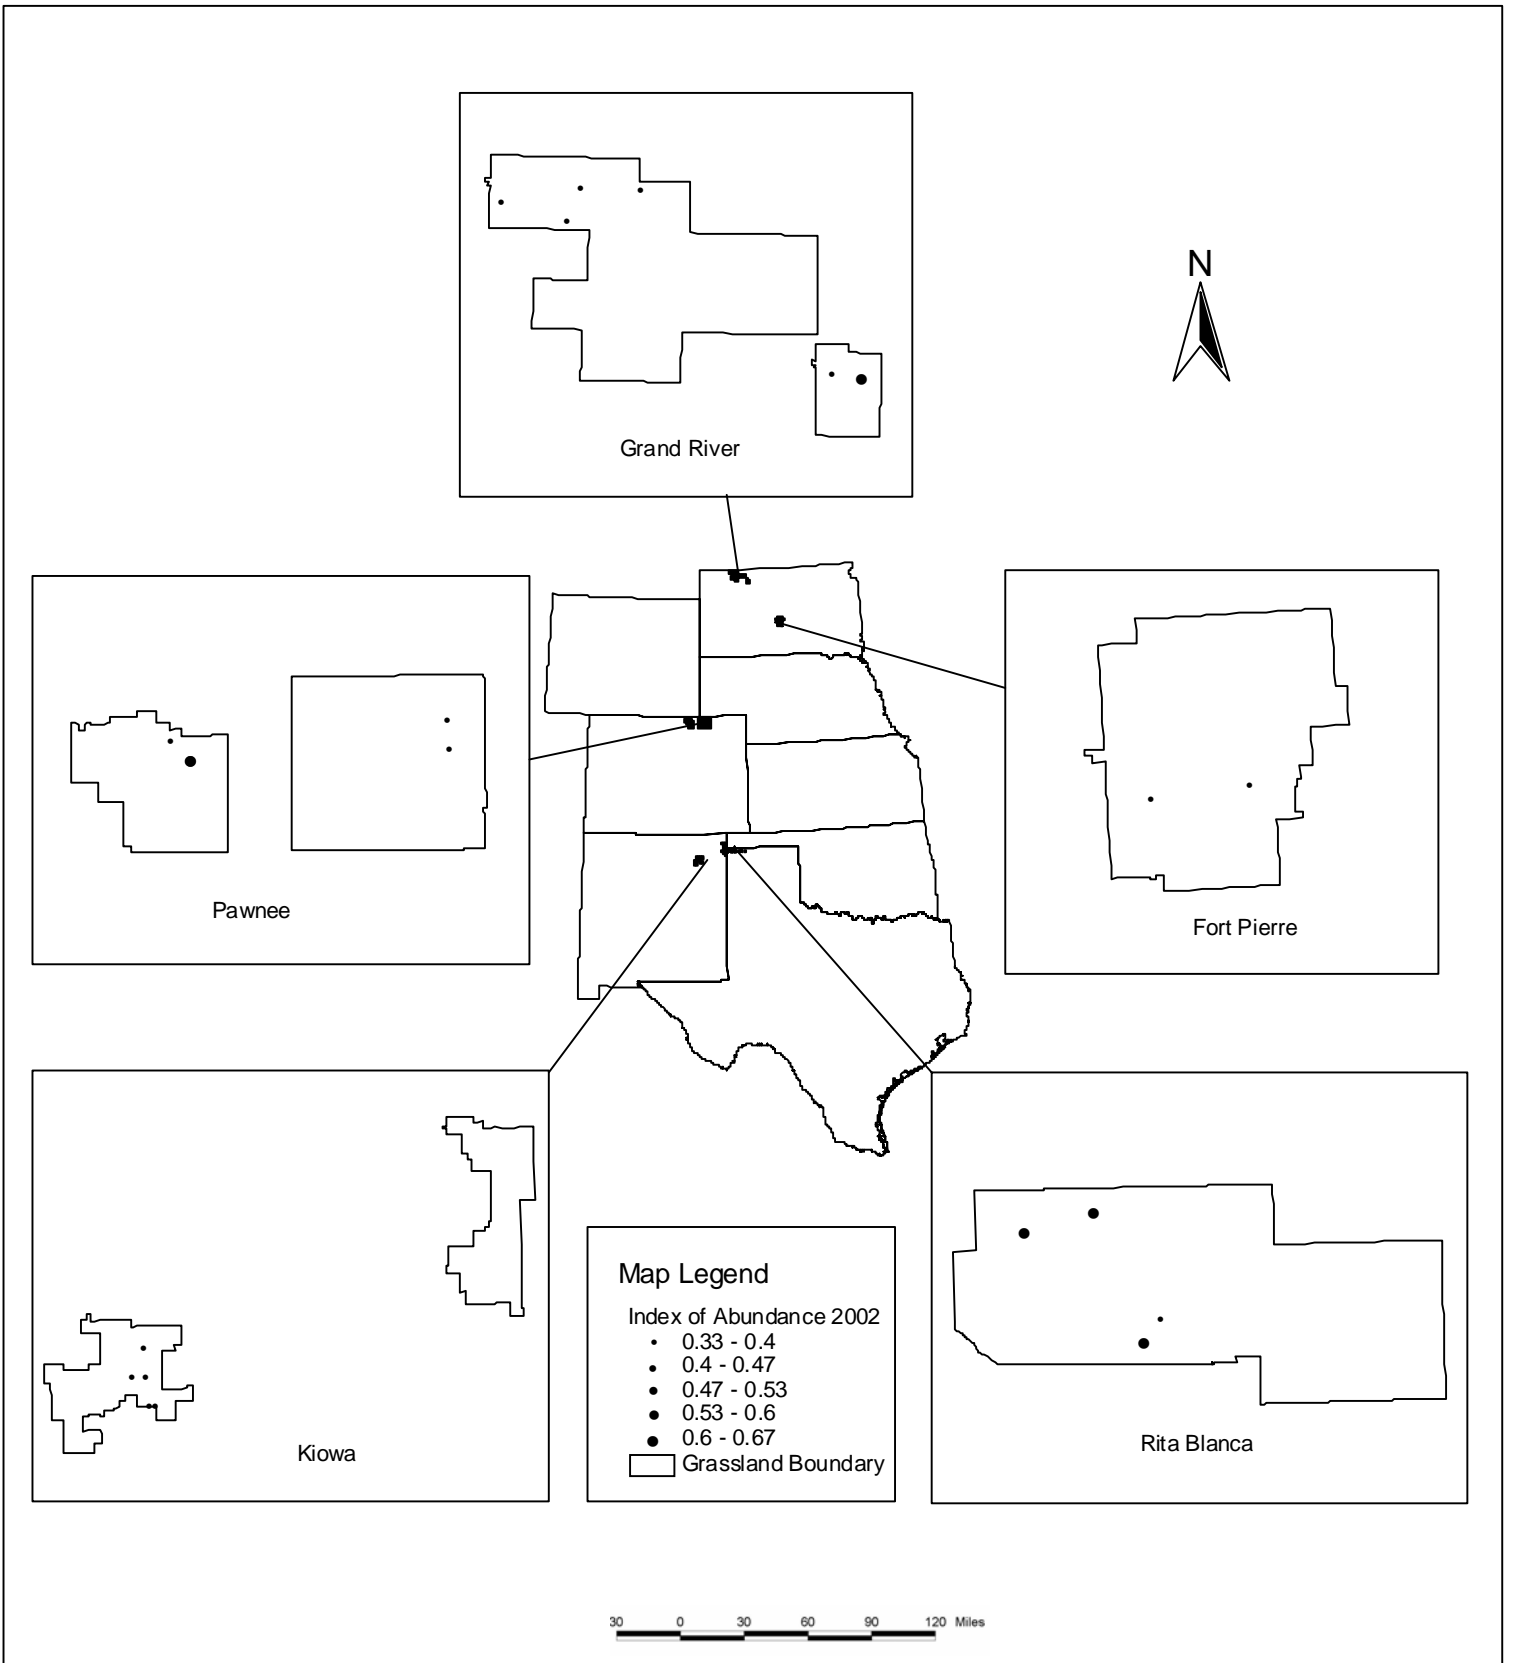 N
Grand River
Pawnee
Fort Pierre
Kiowa
Map Legend
Index of Abundance 2002
0.33 - 0.4
0.4 - 0.47
0.47 - 0.53
0.53 - 0.6
0.6 - 0.67
Grassland Boundary
Rita Blanca
30 0 30 60 90 120 Miles